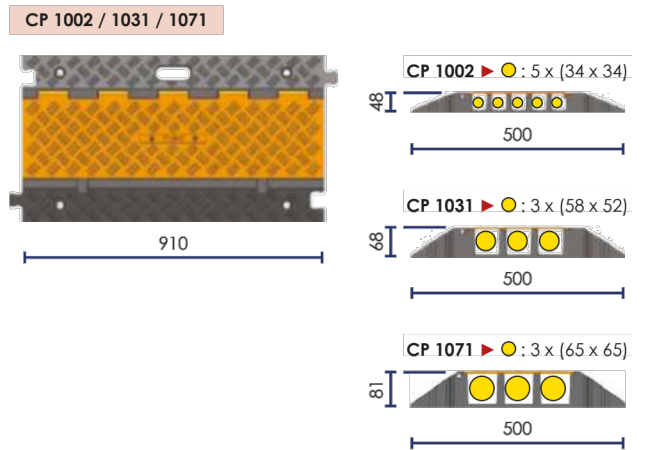 CP 1002 / 1031 / 1071
910
CP 1002 ► : 5 x (34 x 34)
48
500
CP 1031 ► : 3 x (58 x 52)
68
500
CP 1071 ► : 3 x (65 x 65)
81
500